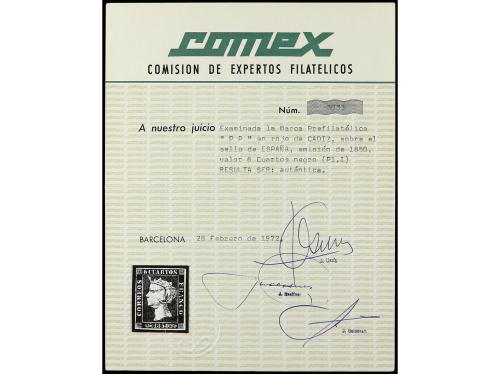 comex
COMISION DE EXPERTOS FILATELICOS
Núm.
A nuestro juicio Examinada la Marca Prefilatélica
"P P" en rojo de CADIZ, sobre el
sello de ESPAÑA, emisión de 1850,
valor 6 Cuartos negro (P1,I)
RESULTA SER: auténtica.
BARCELONA 28 Febrero de 1972.
6 CUARTOS
CORREOS
FRANCO
1850